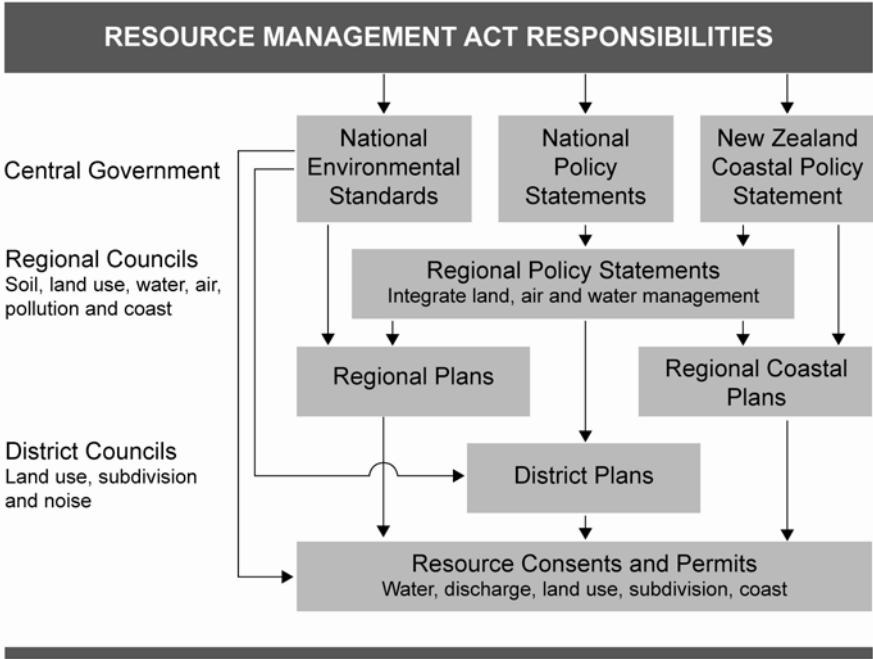 RESOURCE MANAGEMENT ACT RESPONSIBILITIES
Central Government
National
Environmental
Standards
National
Policy
Statements
New Zealand
Coastal Policy
Statement
Regional Councils
Soil, land use, water, air,
pollution and coast
Regional Policy Statements
Integrate land, air and water management
Regional Plans
Regional Coastal
Plans
District Councils
Land use, subdivision
and noise
District Plans
Resource Consents and Permits
Water, discharge, land use, subdivision, coast